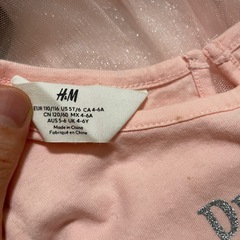 H&M
EUR 110/116 US 5T/6 CA 4-6A
CN 120/60 MX 4-6A
AUS 5-6 UK 4-6Y
Made in China
Fabriqué en Chine